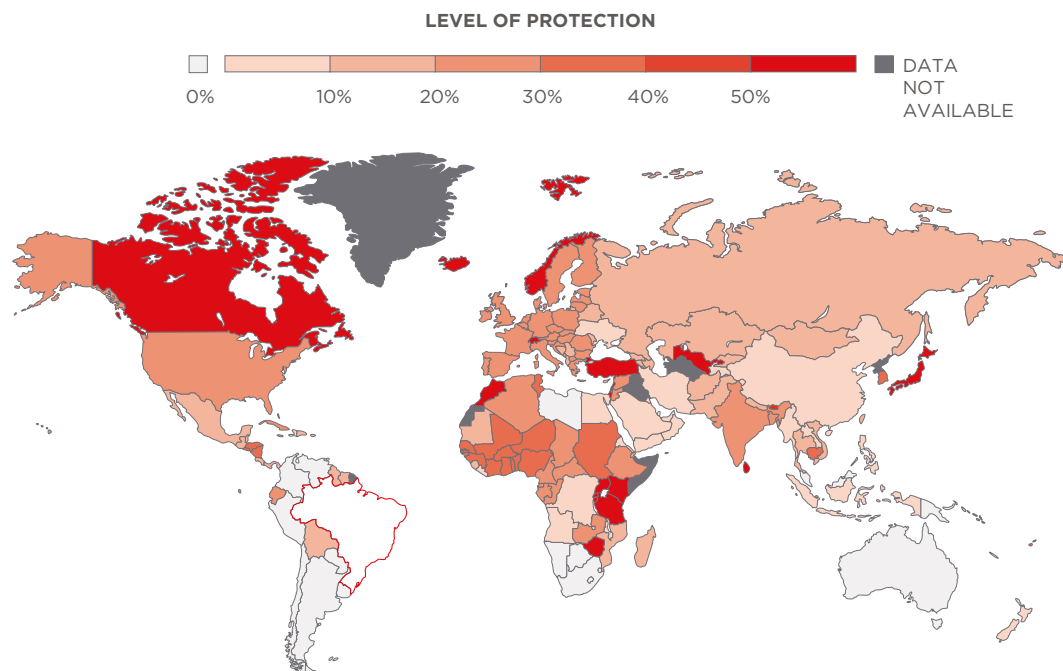 LEVEL OF PROTECTION
0%
10%
20%
30%
40%
50%
DATA
NOT
AVAILABLE